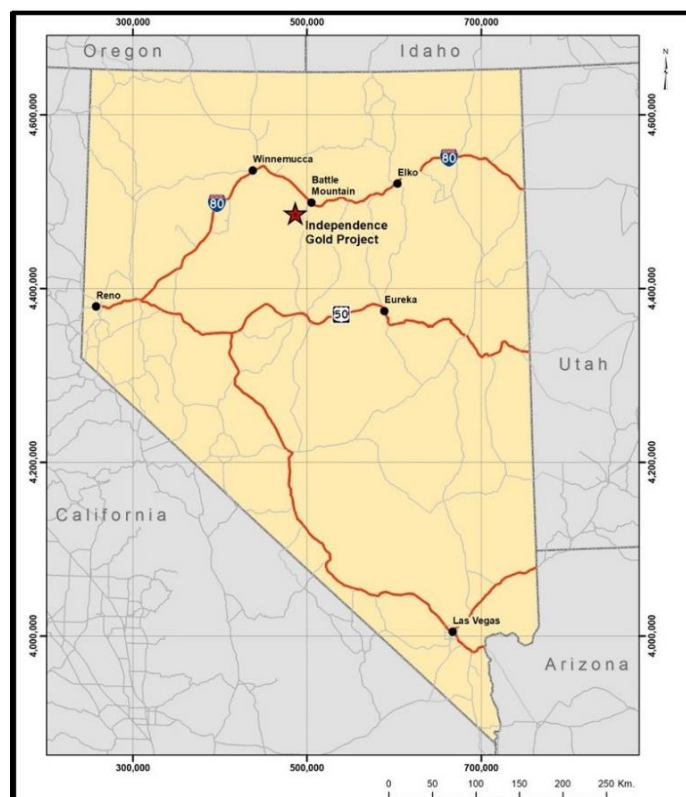 300,000
500,000
700,000
Oregon
Idaho
N
4,600,000
4,600,000
Winnemucca
80
Elko
Battle
Mountain
80
Independence
Gold Project
4,400,000
4,400,000
Reno
Eureka
50
Utah
4,200,000
4,200,000
California
Las Vegas
4,000,000
4,000,000
Arizona
300,000
500,000
700,000
0 50 100 150 200 250 Km.